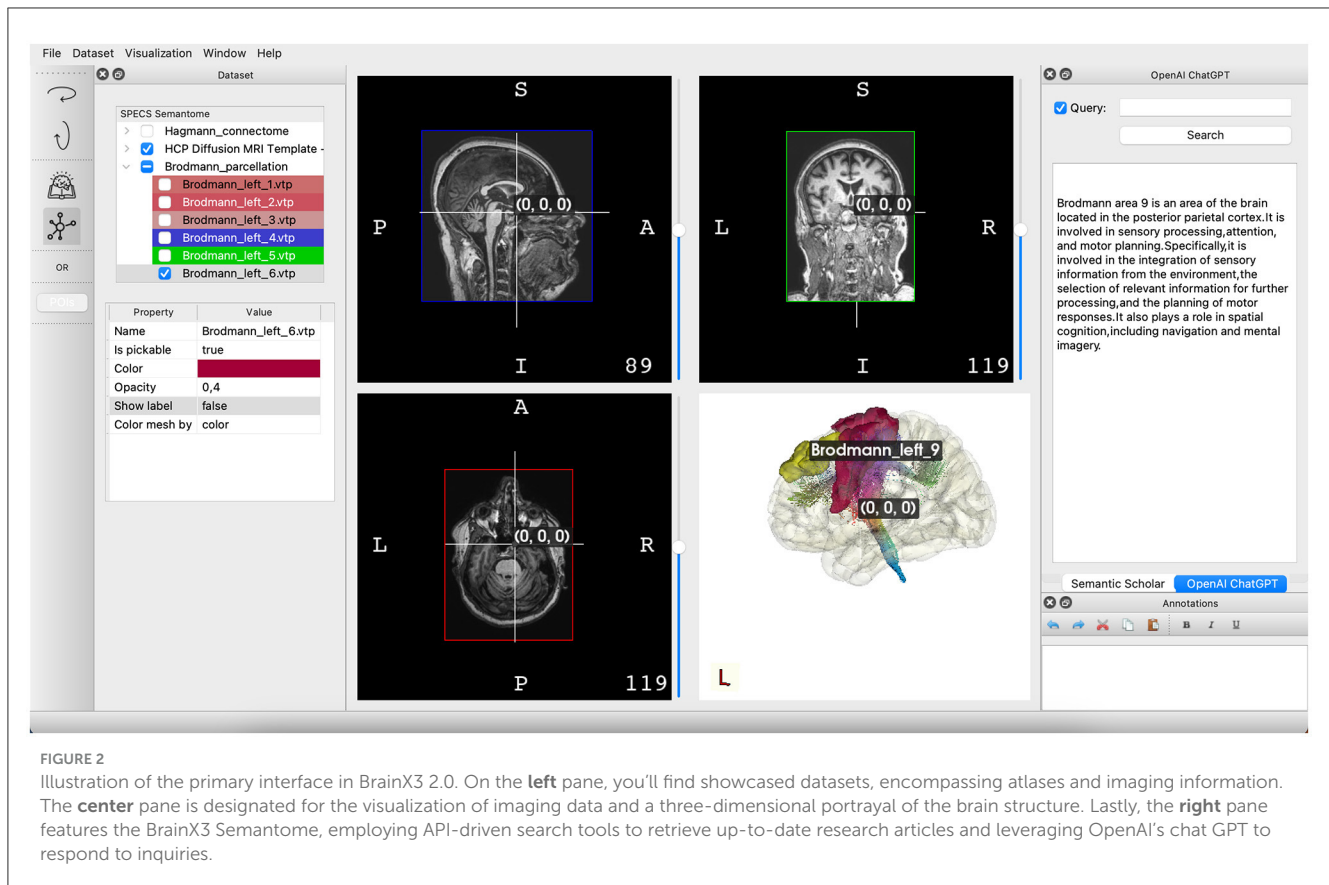 File Dataset Visualization Window Help
Dataset
SPECS Semantome
Hagmann_connectome
HCP Diffusion MRI Template -
Brodmann_parcellation
Brodmann_left_1.vtp
Brodmann_left_2.vtp
Brodmann_left_3.vtp
Brodmann_left_4.vtp
Brodmann_left_5.vtp
Brodmann_left_6.vtp
OR
POIs
Property Value
Name Brodmann_left_6.vtp
Is pickable true
Color
Opacity 0,4
Show label false
Color mesh by color
S
P
(0, 0, 0)
A
I
89
S
L
(0, 0, 0)
R
I
119
A
L
(0, 0, 0)
R
P
119
Brodmann_left_9
(0, 0, 0)
L
OpenAI ChatGPT
Query:
Search
Brodmann area 9 is an area of the brain
located in the posterior parietal cortex.It is
involved in sensory processing,attention,
and motor planning.Specifically,it is
involved in the integration of sensory
information from the environment,the
selection of relevant information for further
processing,and the planning of motor
responses.It also plays a role in spatial
cognition,including navigation and mental
imagery.
Semantic Scholar OpenAI ChatGPT
Annotations
B I U
FIGURE 2
Illustration of the primary interface in BrainX3 2.0. On the left pane, you'll find showcased datasets, encompassing atlases and imaging information.
The center pane is designated for the visualization of imaging data and a three-dimensional portrayal of the brain structure. Lastly, the right pane
features the BrainX3 Semantome, employing API-driven search tools to retrieve up-to-date research articles and leveraging OpenAI's chat GPT to
respond to inquiries.